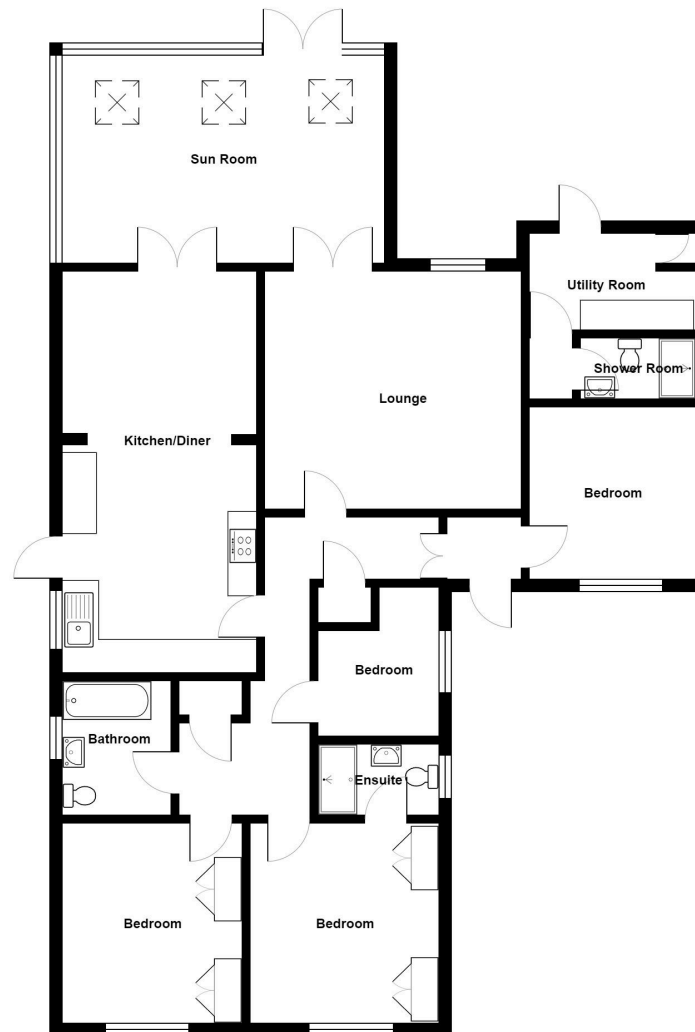 Sun Room
Utility Room
Shower Room
Lounge
Kitchen/Diner
Bedroom
Bedroom
Bathroom
Ensuite
Bedroom
Bedroom